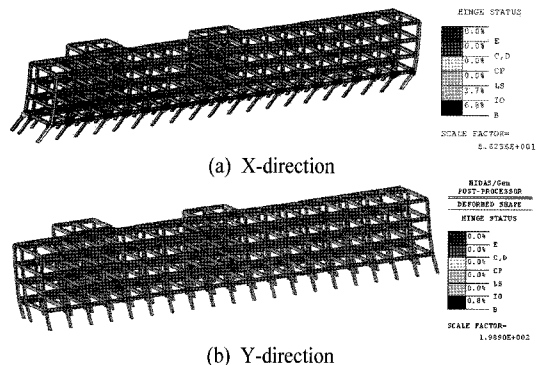 HINGE STATUS
0.0%
E
0.0%
C,D
0.0%
CP
0.0%
LS
3.7%
IO
6.8%
B
SCALE FACTOR=
(a) X-direction
MIDAS/Gen
POST-PROCESSOR
DEFORMED SHAPE
HINGE STATUS
0.0%
E
0.0%
C,D
0.0%
CP
0.0%
LS
0.0%
IO
0.8%
B
SCALE FACTOR=
1.9890E+002
(b) Y-direction